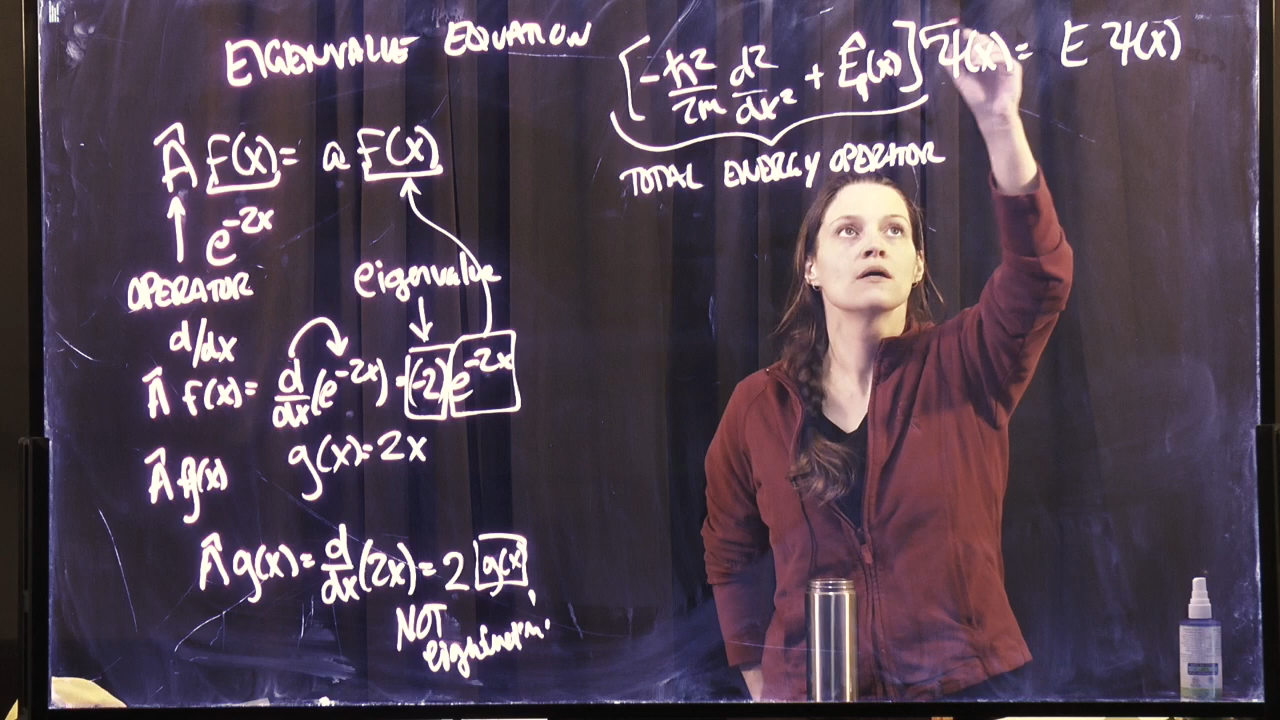 EIGENVALUE EQUATION
Â f(x) = a f(x)
e^-2x
OPERATOR
d/dx
eigenvalue
Â f(x) = d/dx (e^-2x) = (-2) e^-2x
g(x) = 2x
Â g(x)
Â g(x) = d/dx (2x) = 2 g(x)
NOT
[-ħ²/2m d²/dx² + Êp(x)] Ψ(x) = E Ψ(x)
TOTAL ENERGY OPERATOR